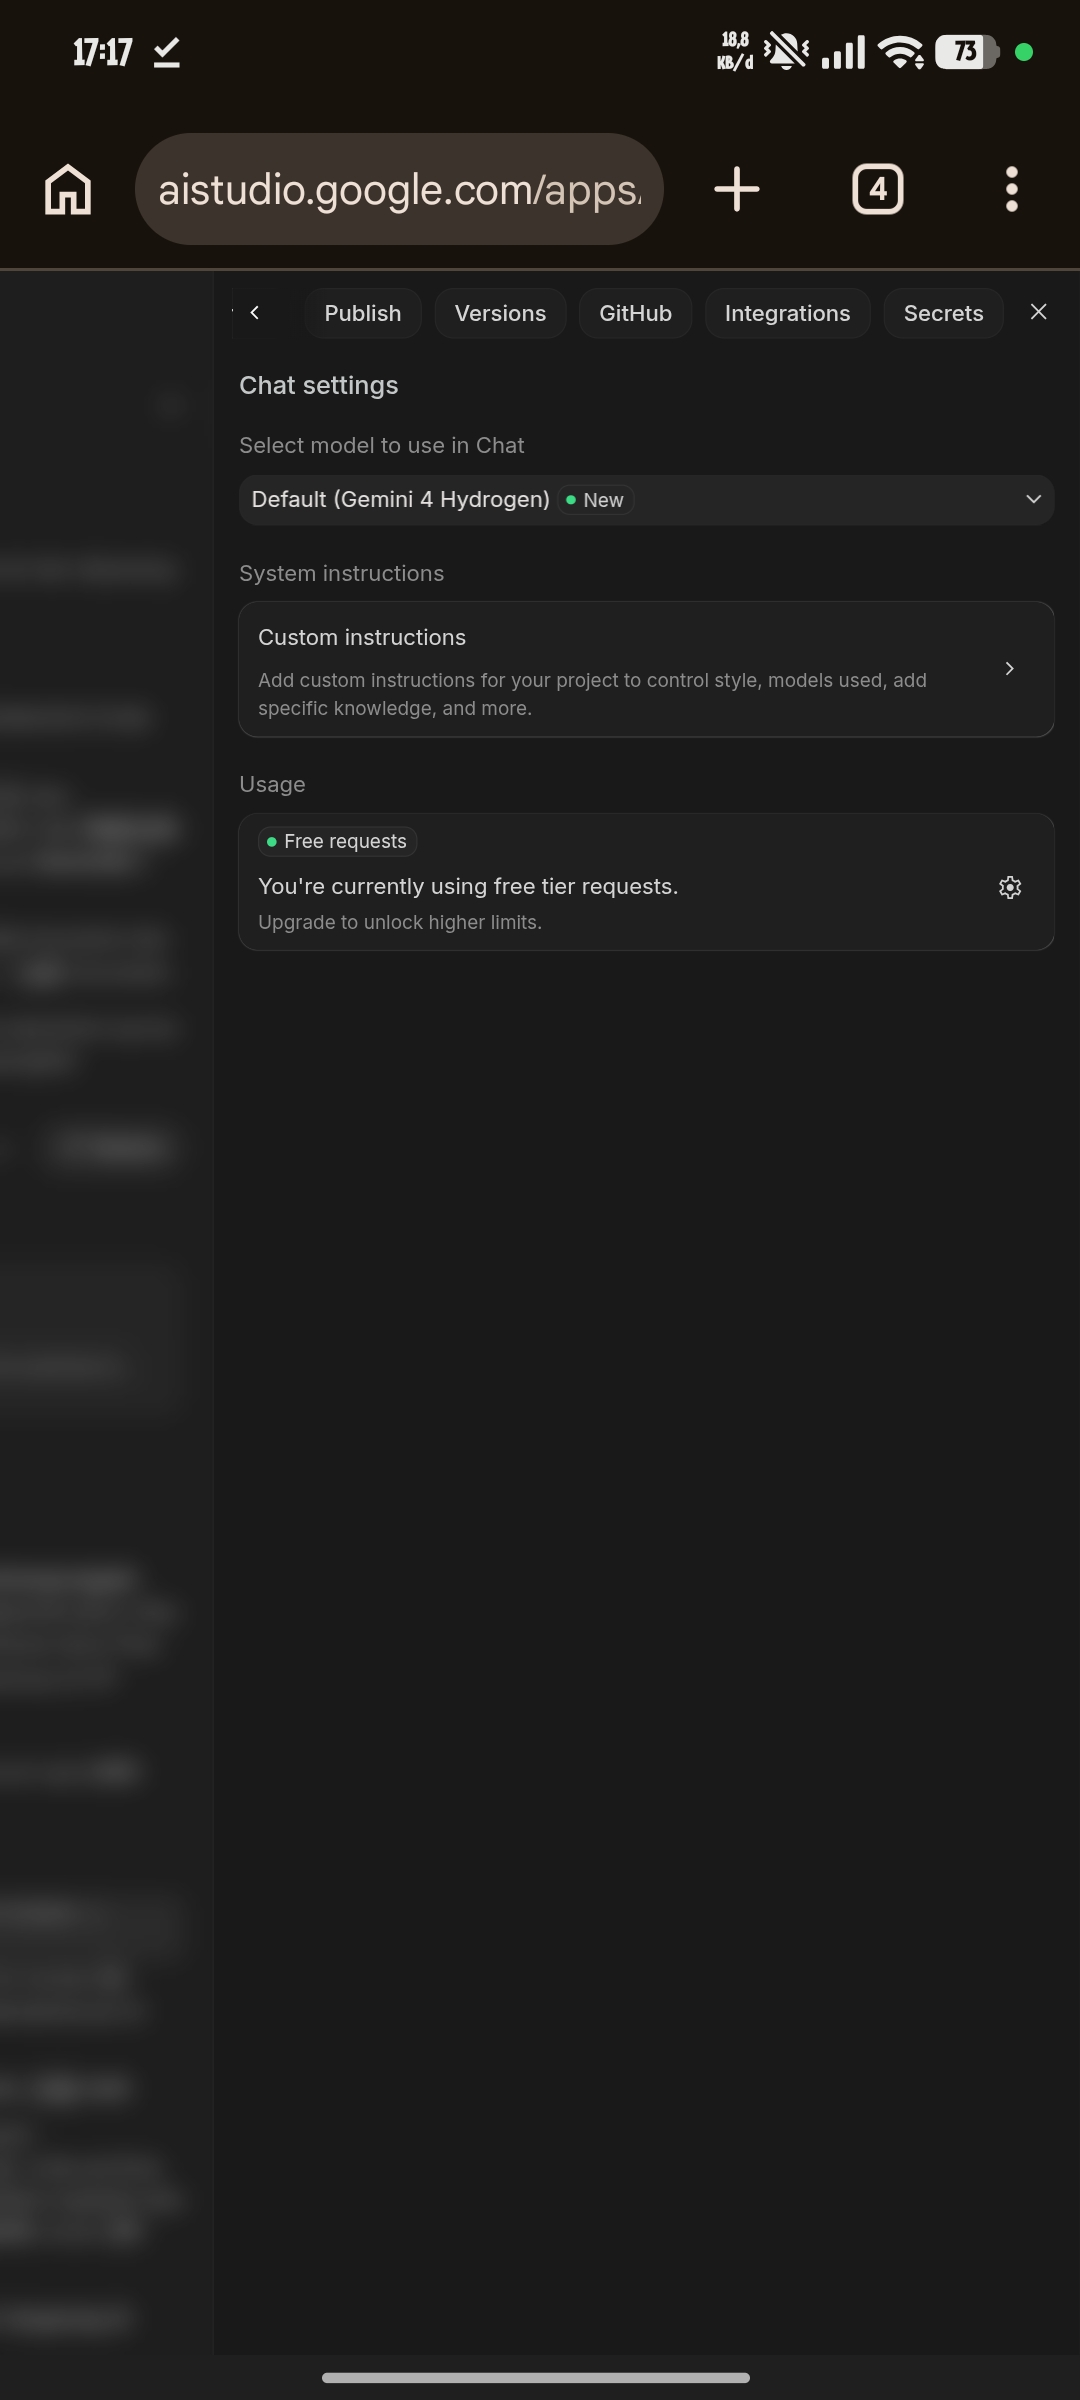 17:17
18,8
KB/d
73
aistudio.google.com/apps
4
Publish
Versions
GitHub
Integrations
Secrets
Chat settings
Select model to use in Chat
Default (Gemini 4 Hydrogen)
New
System instructions
Custom instructions
Add custom instructions for your project to control style, models used, add
specific knowledge, and more.
Usage
Free requests
You're currently using free tier requests.
Upgrade to unlock higher limits.